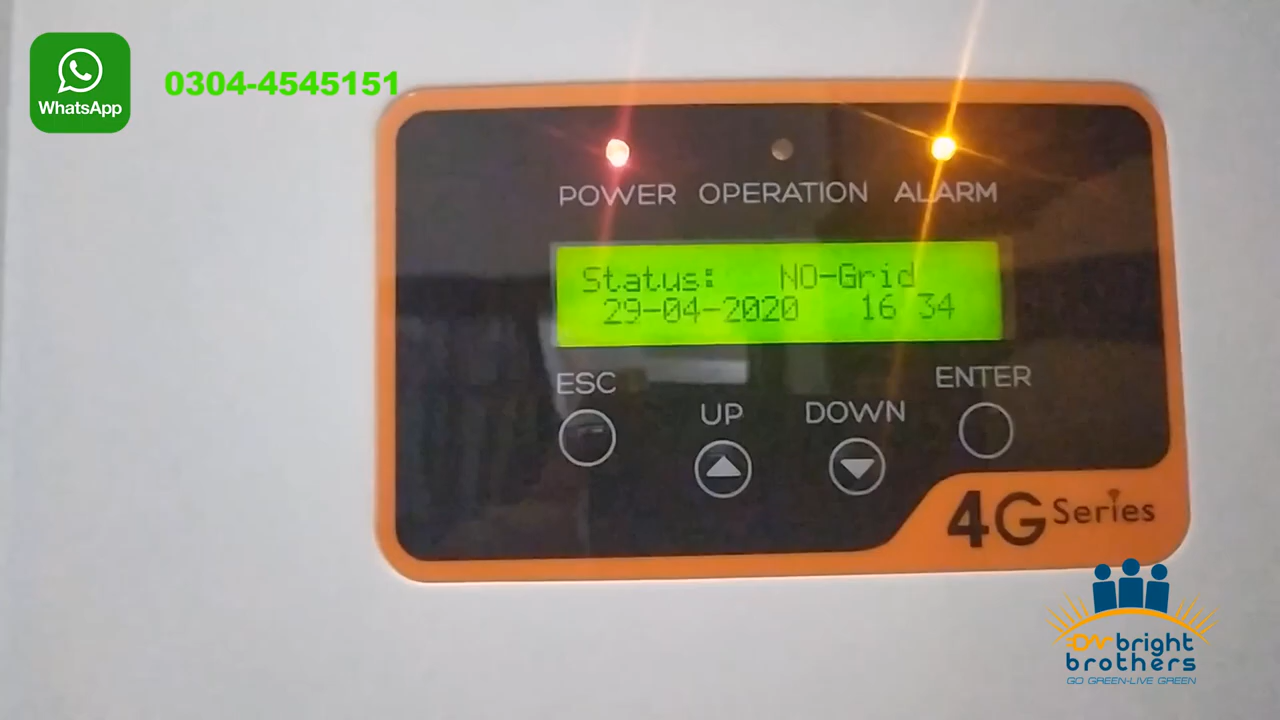 WhatsApp
0304-4545151
POWER OPERATION ALARM
Status: NO-Grid
29-04-2020 16 34
ESC
UP
DOWN
ENTER
4G Series
bright
brothers
GO GREEN-LIVE GREEN